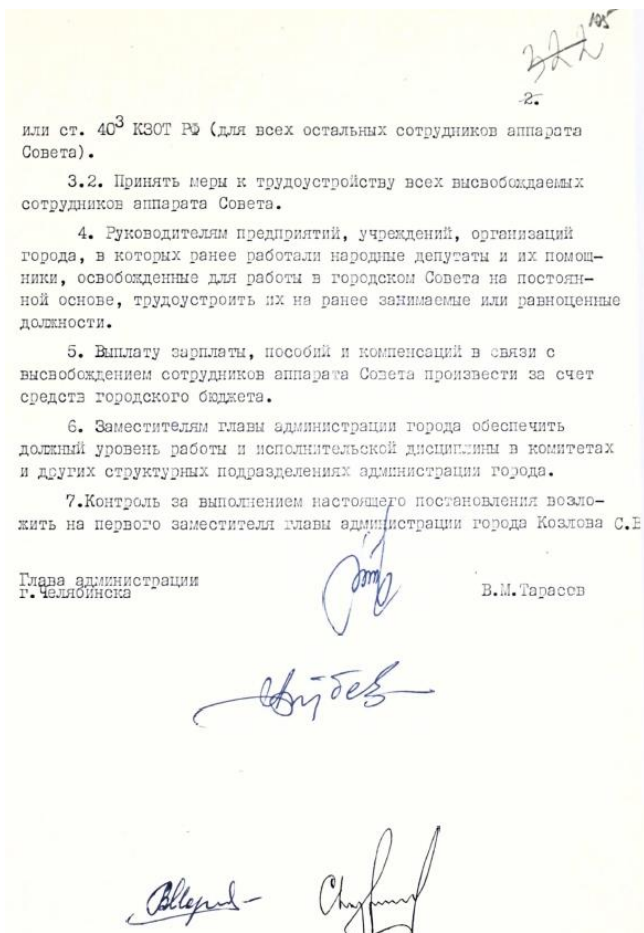 105
322
2.
или ст. 40³ КЗОТ РФ (для всех остальных сотрудников аппарата
Совета).
3.2. Принять меры к трудоустройству всех высвобождаемых
сотрудников аппарата Совета.
4. Руководителям предприятий, учреждений, организаций
города, в которых ранее работали народные депутаты и их помощ-
ники, освобожденные для работы в городском Совета на постоян-
ной основе, трудоустроить их на ранее занимаемые или равноценные
должности.
5. Выплату зарплаты, пособий и компенсаций в связи с
высвобождением сотрудников аппарата Совета произвести за счет
средств городского бюджета.
6. Заместителям главы администрации города обеспечить
должный уровень работы и исполнительской дисциплины в комитетах
и других структурных подразделениях администрации города.
7.Контроль за выполнением настоящего постановления возло-
жить на первого заместителя главы администрации города Козлова С.В
Глава администрации
г.Челябинска
В.М.Тарасов